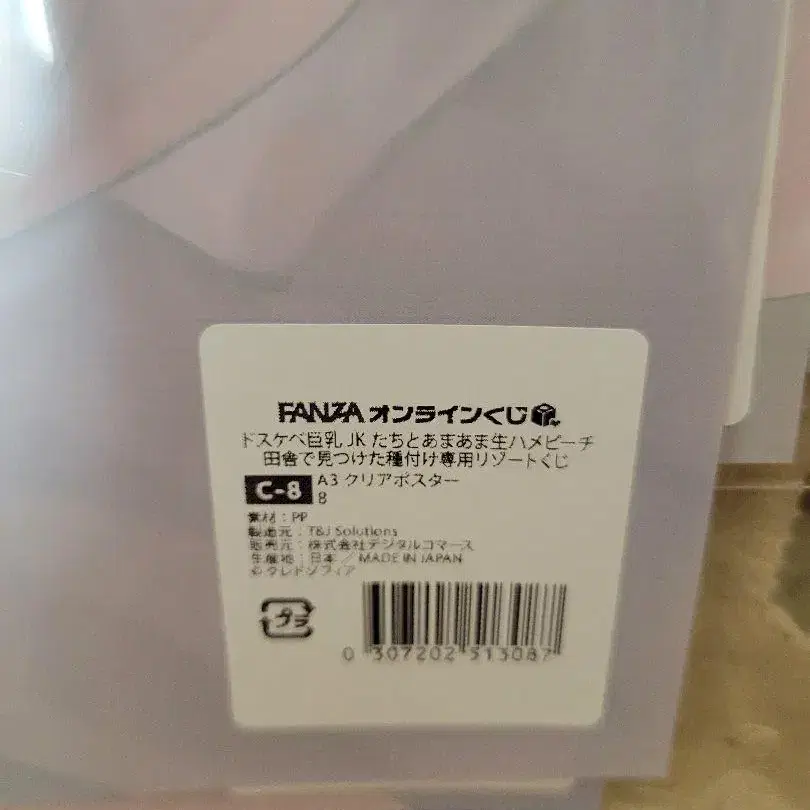 FANZA オンラインくじ
ドスケベ巨乳 JK たちとあまあま生ハメビーチ
田舎で見つけた種付け専用リゾートくじ
C-8 A3 クリアポスター
8
素材：PP
製造元：T&J Solutions
販売元：株式会社デジタルコマース
生産地：日本 / MADE IN JAPAN
© クレドソフィア
プラ
0 307202 513087